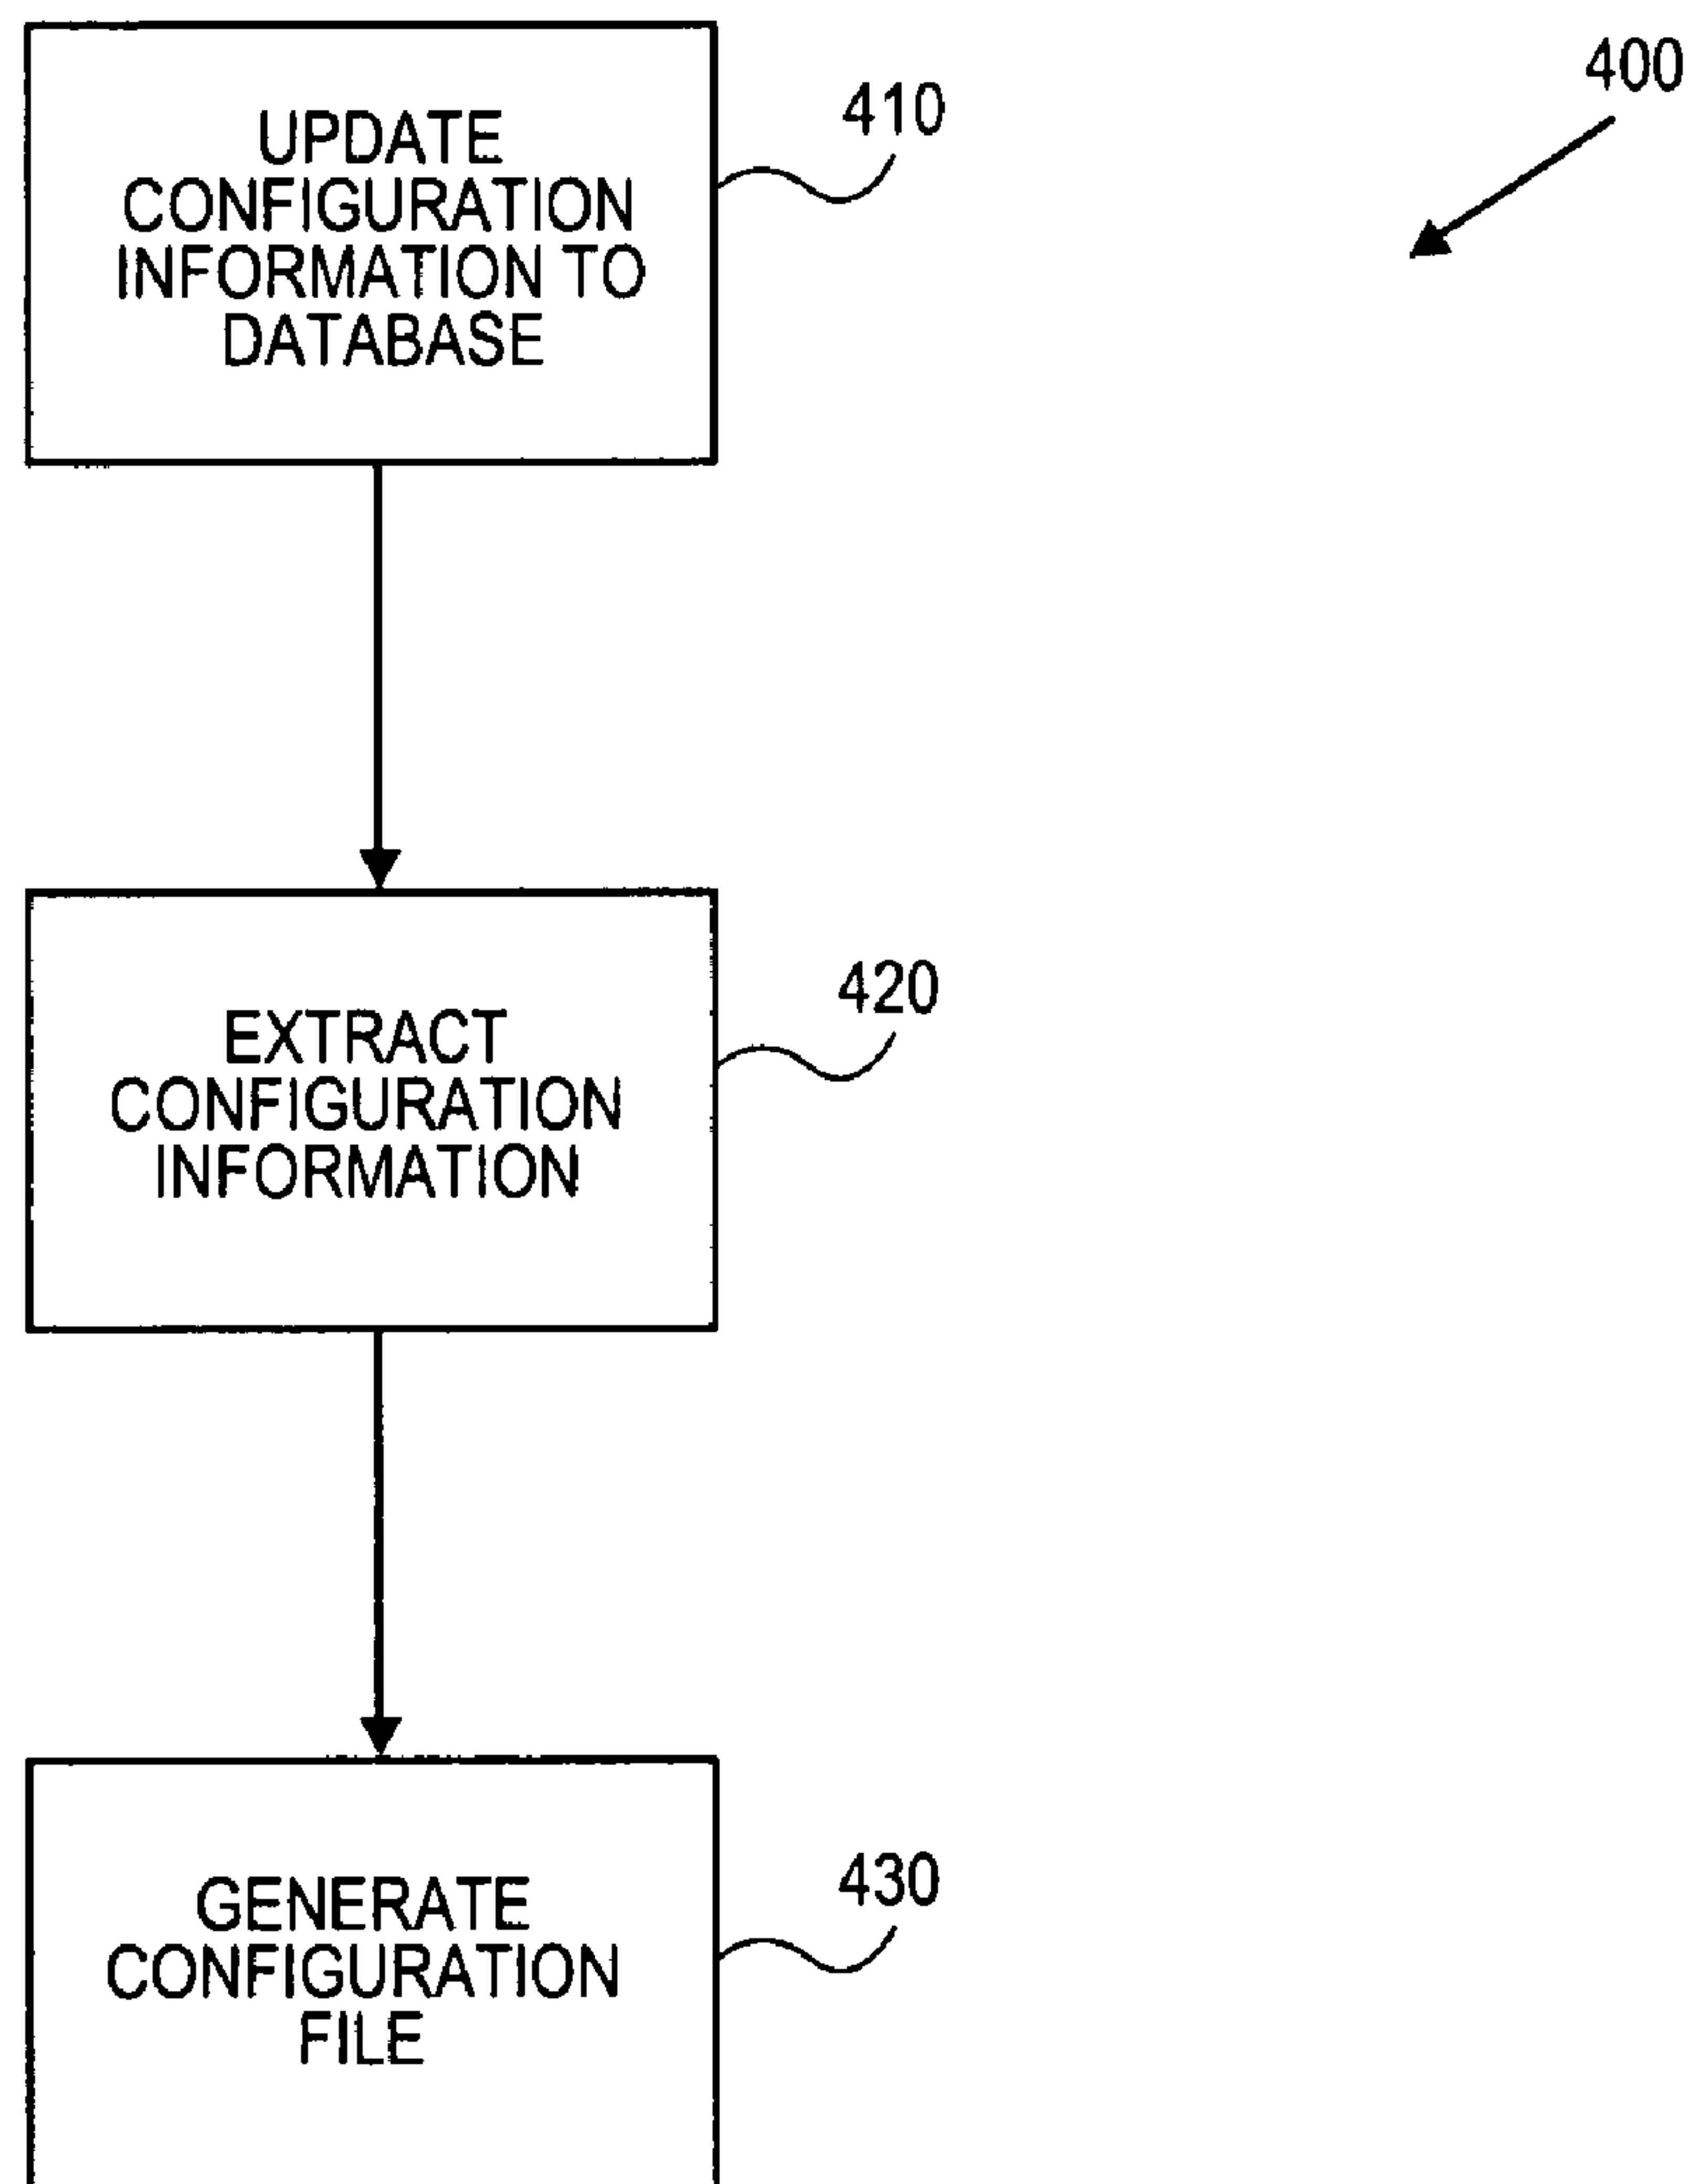 400
410
UPDATE
CONFIGURATION
INFORMATION TO
DATABASE
420
EXTRACT
CONFIGURATION
INFORMATION
430
GENERATE
CONFIGURATION
FILE